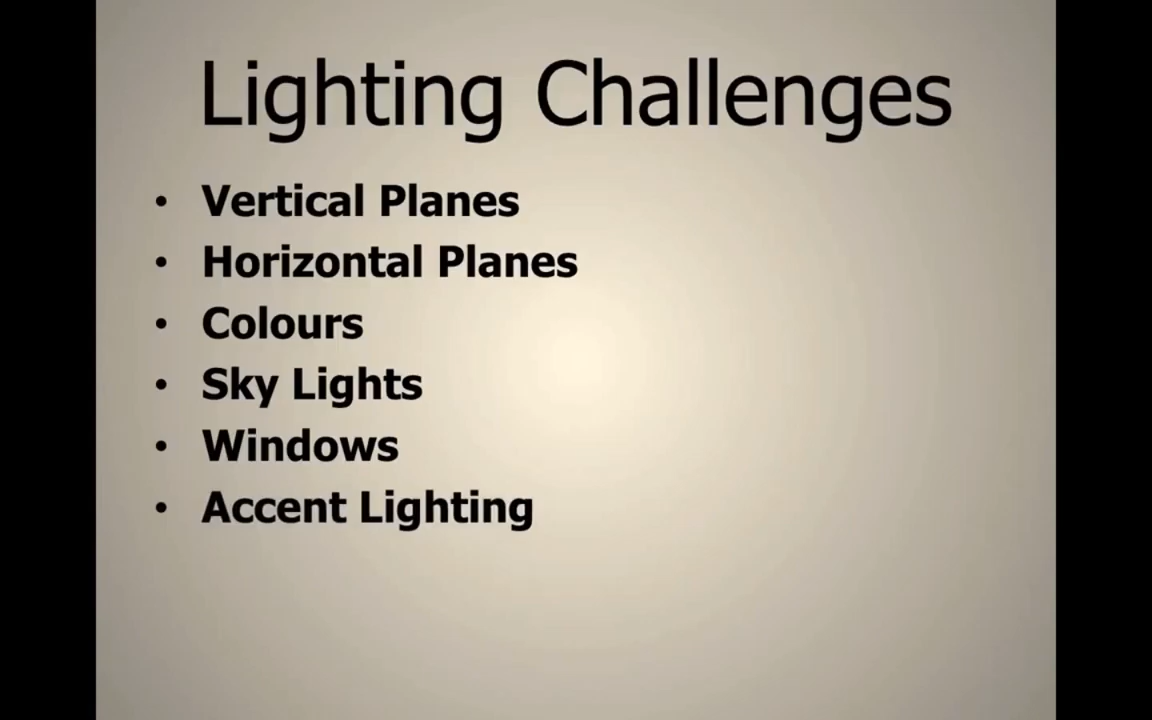 Lighting Challenges
• Vertical Planes
• Horizontal Planes
• Colours
• Sky Lights
• Windows
• Accent Lighting